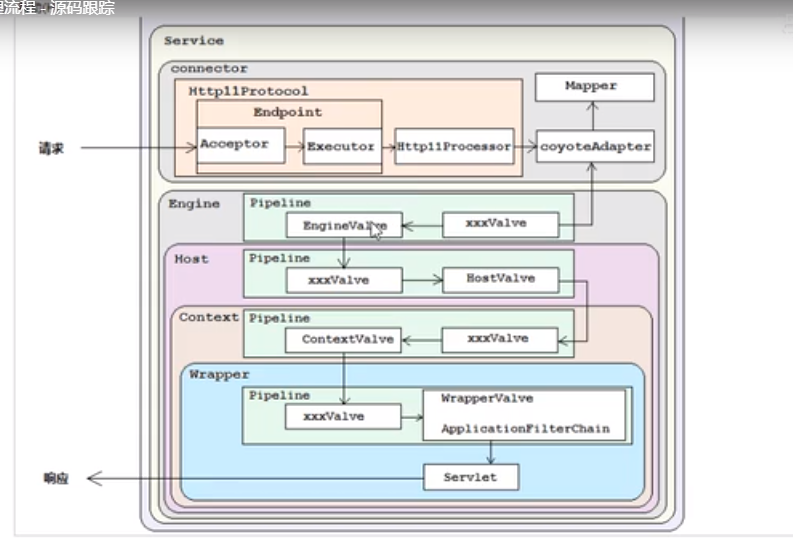 理流程 - 源码跟踪
Service
connector
Http11Protocol
Mapper
Endpoint
请求
Acceptor
Executor
Http11Processor
coyoteAdapter
Engine
Pipeline
EngineValve
xxxValve
Host
Pipeline
xxxValve
HostValve
Context
Pipeline
ContextValve
xxxValve
Wrapper
Pipeline
xxxValve
WrapperValve
ApplicationFilterChain
响应
Servlet